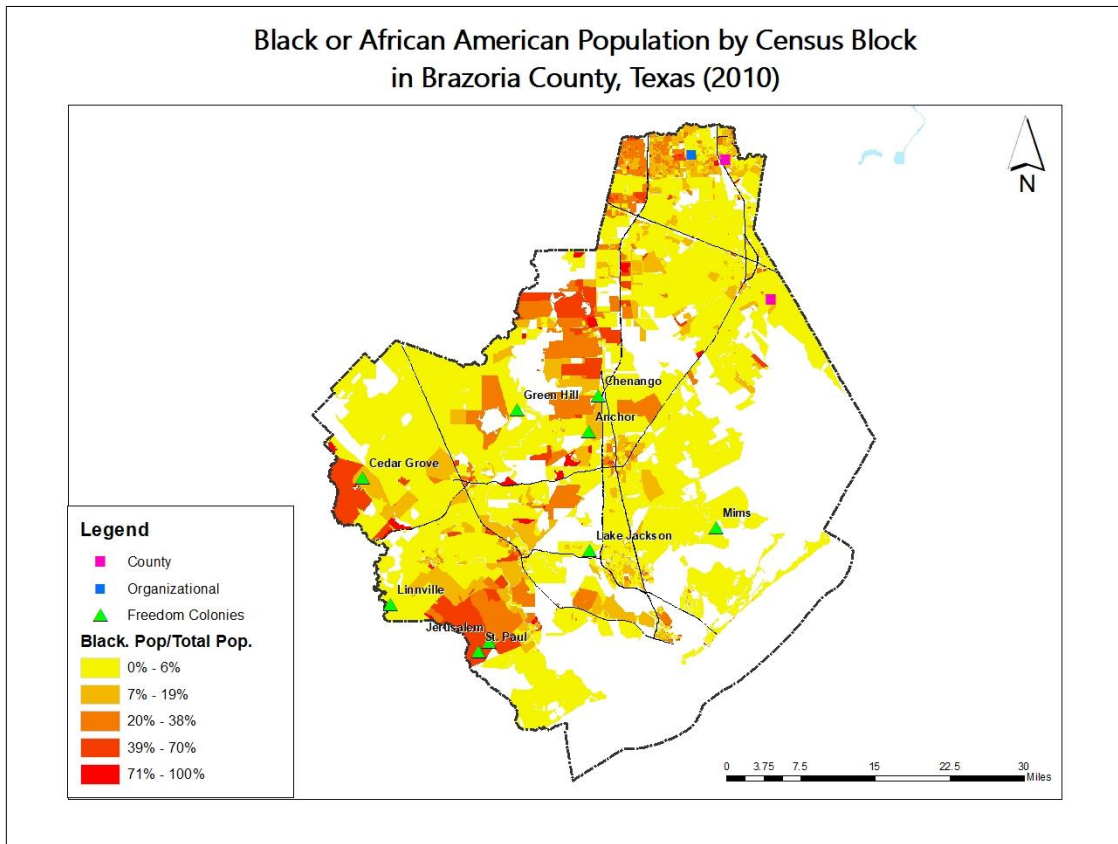 Black or African American Population by Census Block
in Brazoria County, Texas (2010)
N
Chenango
Green Hill
Anchor
Cedar Grove
Mims
Lake Jackson
Linnville
Jerusalem
St. Paul
Legend
County
Organizational
Freedom Colonies
Black. Pop/Total Pop.
0% - 6%
7% - 19%
20% - 38%
39% - 70%
71% - 100%
0 3.75 7.5 15 22.5 30
Miles